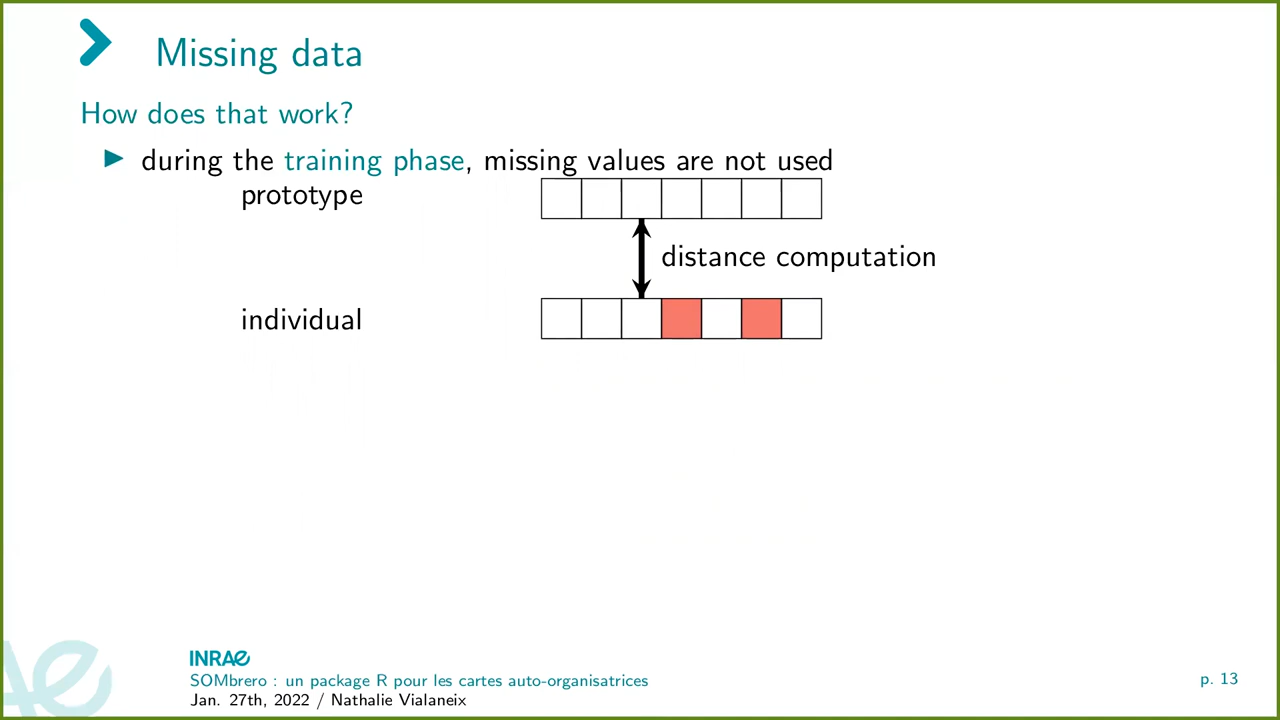 Missing data
How does that work?
during the training phase, missing values are not used
prototype
distance computation
individual
INRAE
SOMbrero : un package R pour les cartes auto-organisatrices
Jan. 27th, 2022 / Nathalie Vialaneix
p. 13